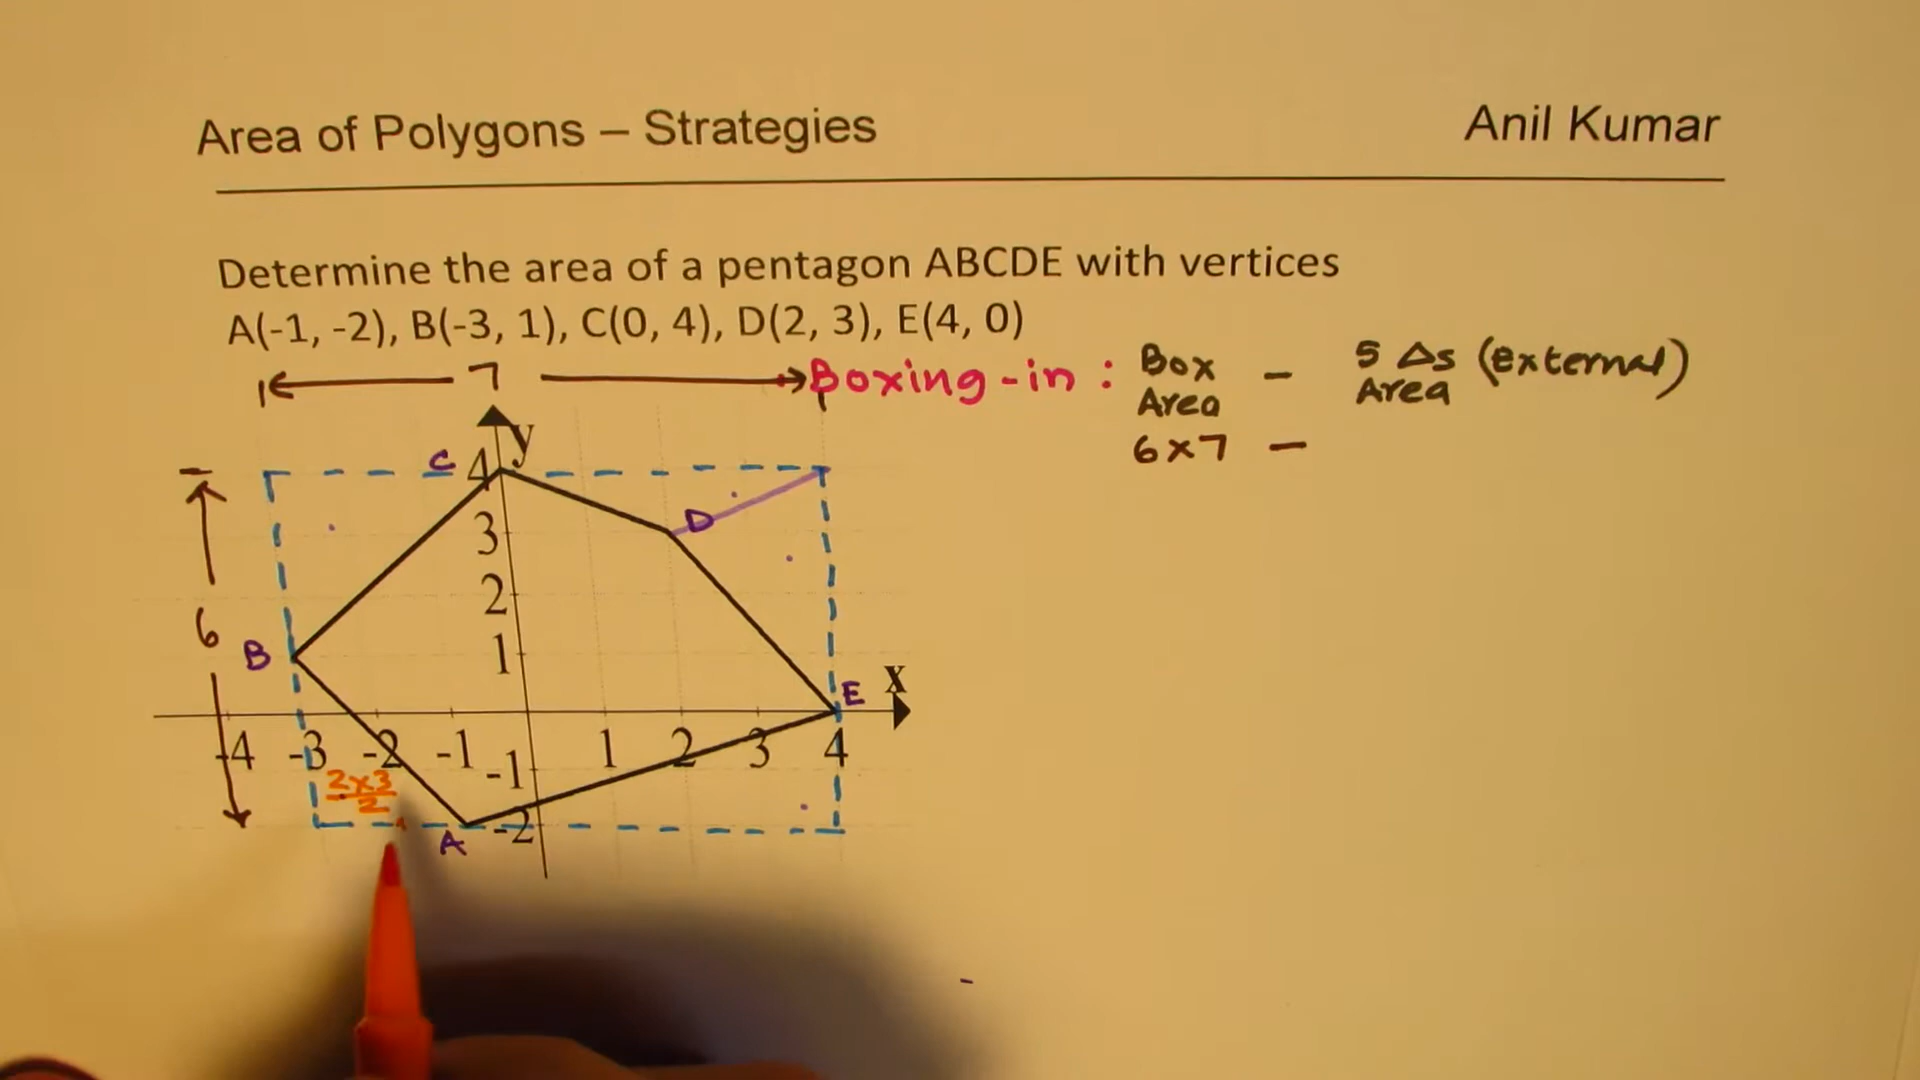 Area of Polygons – Strategies
Anil Kumar
Determine the area of a pentagon ABCDE with vertices
A(-1, -2), B(-3, 1), C(0, 4), D(2, 3), E(4, 0)
7
Boxing-in : Box Area – 5 Δs (External) Area
6×7 –
y
C 4
D
3
2
6
B 1
E x
-4 -3 -2 -1 1 2 3 4
-1
2×3
2
A -2